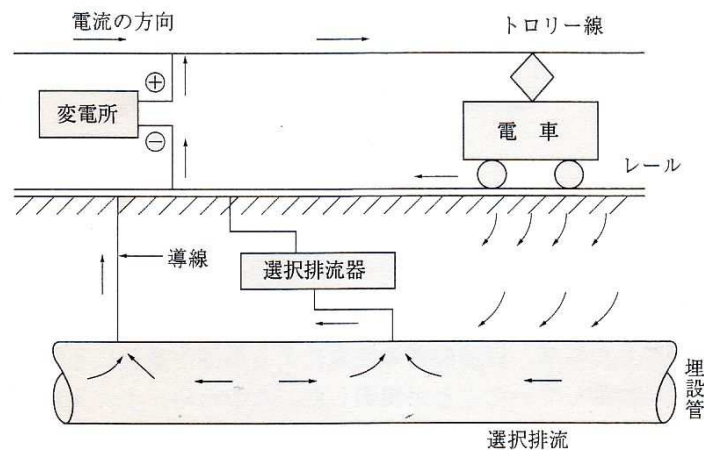 電流の方向
トロリー線
⊕
変電所
⊖
電 車
レール
導線
選択排流器
埋設管
選択排流